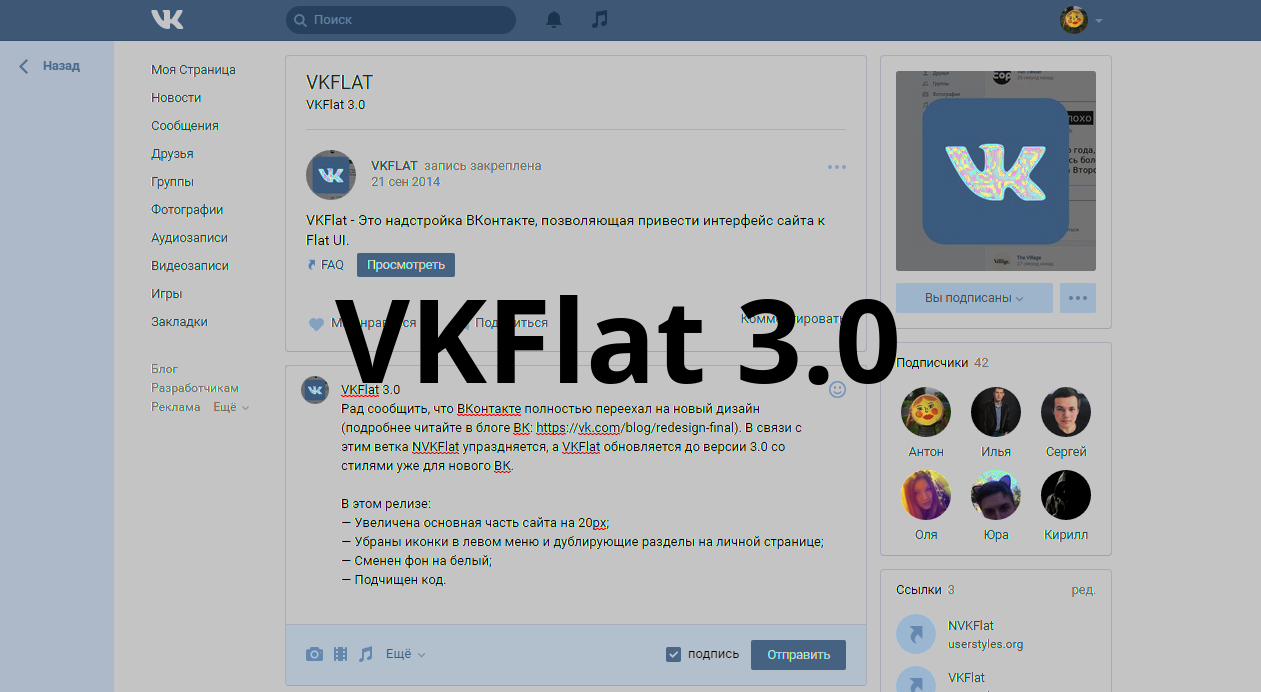 Поиск
Назад
Моя Страница
Новости
Сообщения
Друзья
Группы
Фотографии
Аудиозаписи
Видеозаписи
Игры
Закладки
Блог
Разработчикам
Реклама Ещё
VKFLAT
VKFlat 3.0
VKFLAT запись закреплена
21 сен 2014
VKFlat - Это надстройка ВКонтакте, позволяющая привести интерфейс сайта к
Flat UI.
FAQ Просмотреть
Комментировать
VKFlat 3.0
VKFlat 3.0
Рад сообщить, что ВКонтакте полностью переехал на новый дизайн
(подробнее читайте в блоге ВК: https://vk.com/blog/redesign-final). В связи с
этим ветка NVKFlat упраздняется, а VKFlat обновляется до версии 3.0 со
стилями уже для нового ВК.
В этом релизе:
— Увеличена основная часть сайта на 20px;
— Убраны иконки в левом меню и дублирующие разделы на личной странице;
— Сменен фон на белый;
— Подчищен код.
Ещё
подпись Отправить
The Village
Вы подписаны
Подписчики 42
Антон Илья Сергей
Оля Юра Кирилл
Ссылки 3 ред.
NVKFlat
userstyles.org
VKFlat